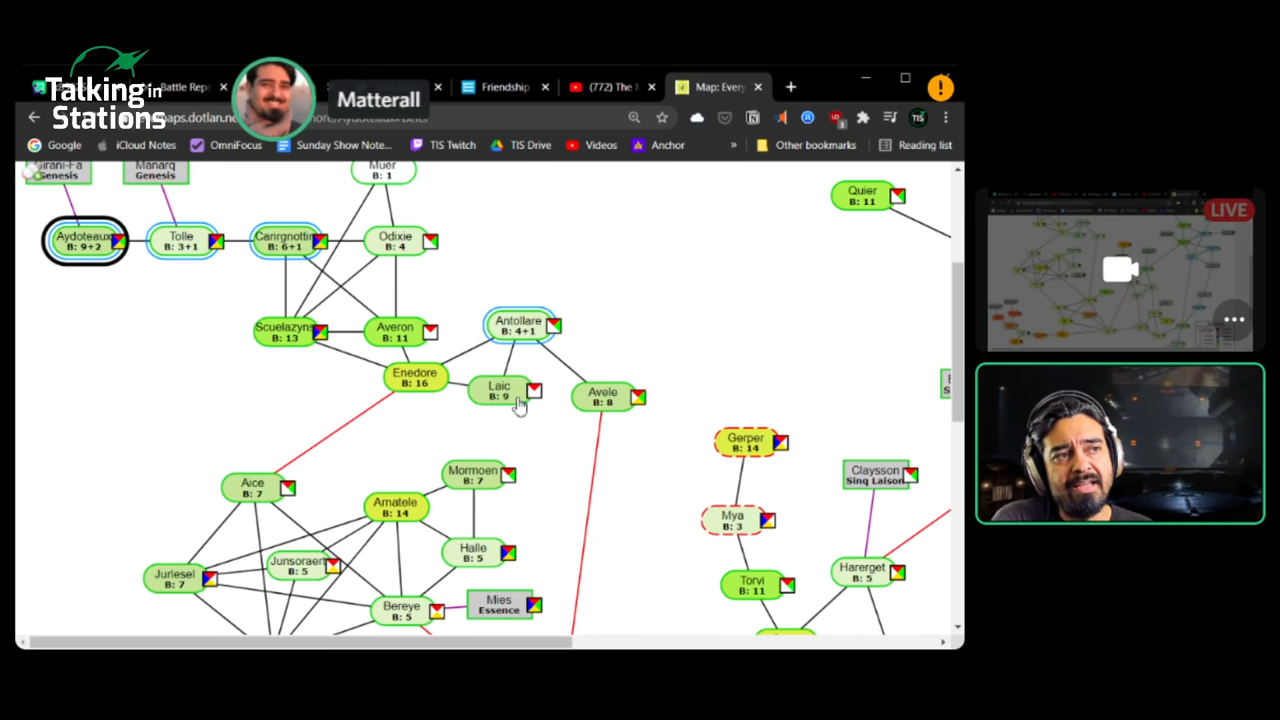 Talking in
Stations
Matterall
Battle Rep
Friendship
(772) The
Map: Every
TIS
Google
iCloud Notes
OmniFocus
Sunday Show Note...
TIS Twitch
TIS Drive
Videos
Anchor
»
Other bookmarks
Reading list
Genesis
Manarq
Genesis
Muer
B: 1
Quier
B: 11
Aydoteaux
B: 9+2
Tolle
B: 3+1
Carirgnottin
B: 6+1
Odixie
B: 4
Scuelazyns
B: 13
Averon
B: 11
Antollare
B: 4+1
Enedore
B: 16
Laic
B: 9
Avele
B: 8
Gerper
B: 14
Aice
B: 7
Mormoen
B: 7
Claysson
Sinq Laison
Amatele
B: 14
Mya
B: 3
Halle
B: 5
Junsoraert
B: 5
Jurlesel
B: 7
Torvi
B: 11
Harerget
B: 5
Bereye
B: 5
Mies
Essence
LIVE